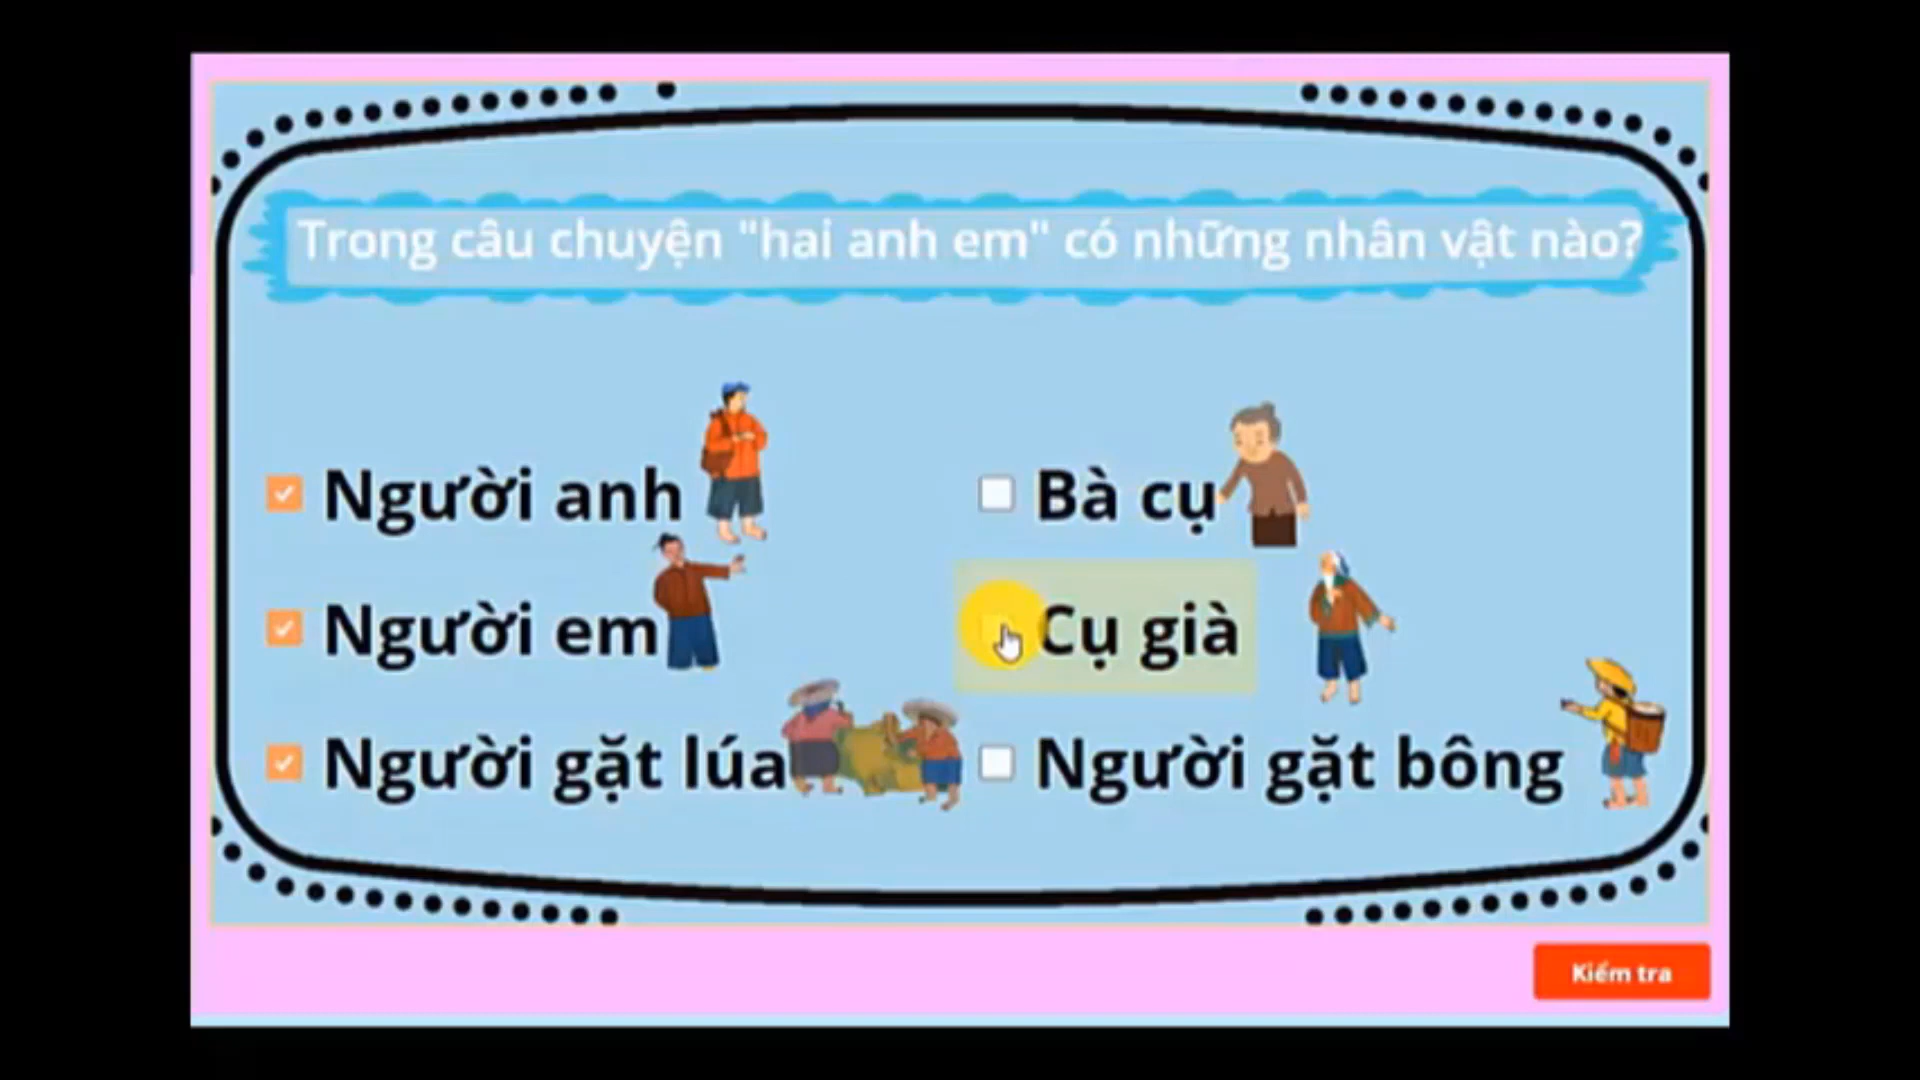 Trong câu chuyện "hai anh em" có những nhân vật nào?
Người anh
Bà cụ
Người em
Cụ già
Người gặt lúa
Người gặt bông
Kiểm tra